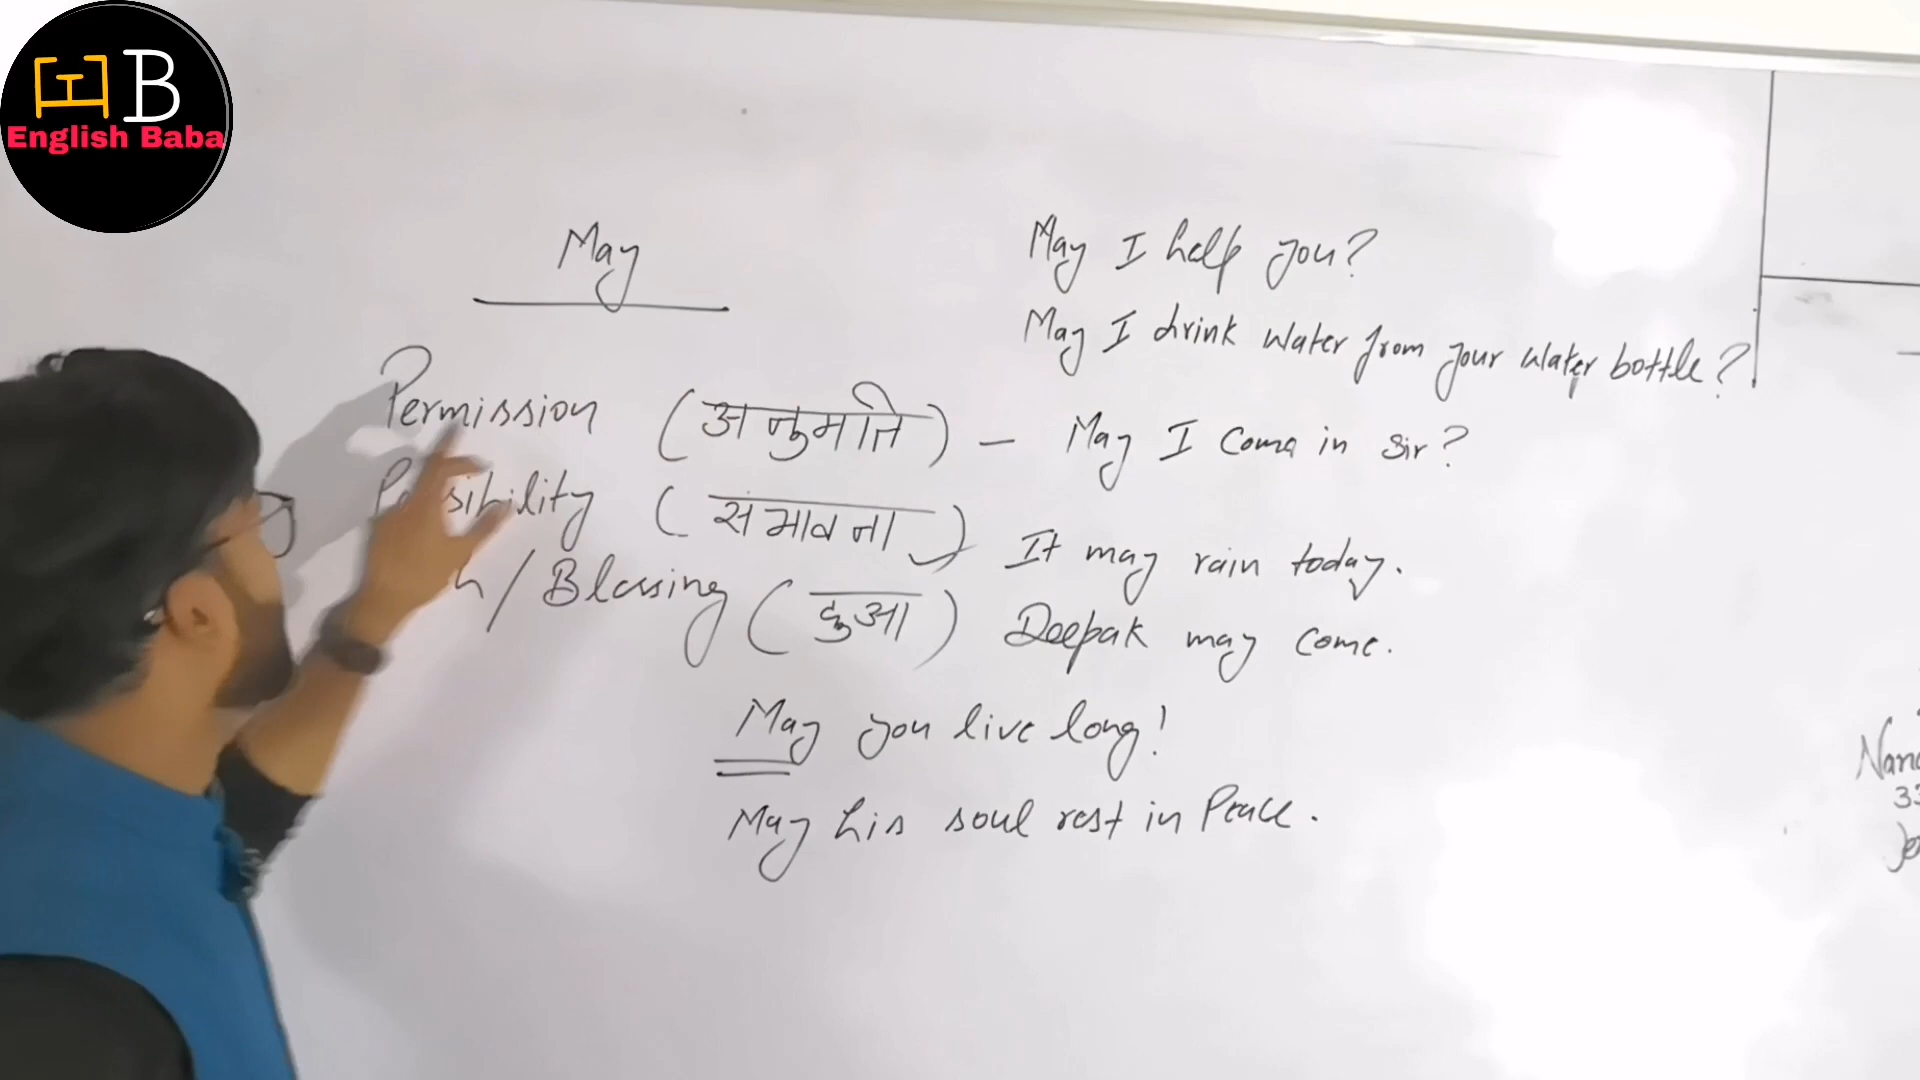 HB
English Baba
May
May I help you?
May I drink water from your water bottle?
Permission (अनुमति) – May I come in Sir?
Possibility (संभावना) It may rain today.
/ Blessing (दुआ) Deepak may come.
May you live long!
May his soul rest in Peace.
33